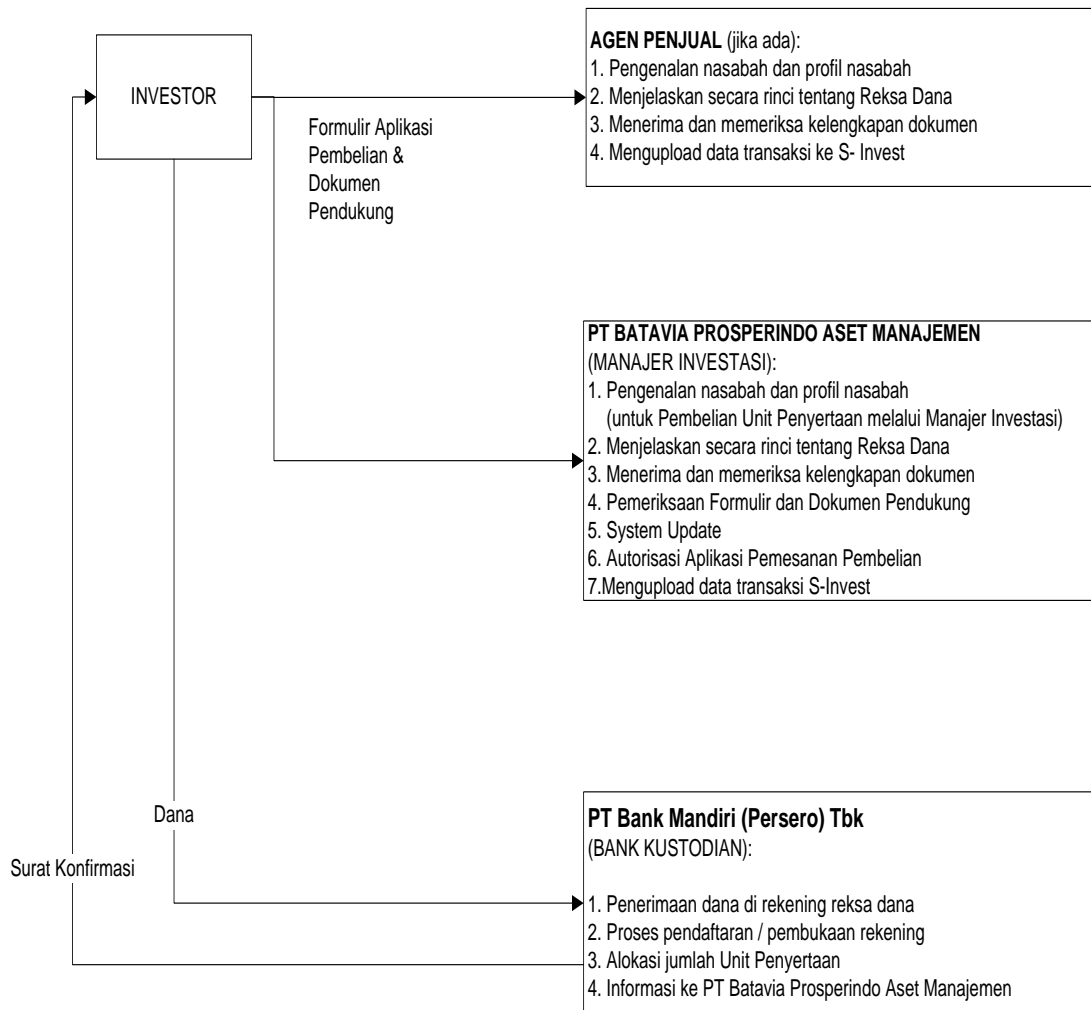 INVESTOR
Formulir Aplikasi
Pembelian &
Dokumen
Pendukung
AGEN PENJUAL (jika ada):
1. Pengenalan nasabah dan profil nasabah
2. Menjelaskan secara rinci tentang Reksa Dana
3. Menerima dan memeriksa kelengkapan dokumen
4. Mengupload data transaksi ke S- Invest
PT BATAVIA PROSPERINDO ASET MANAJEMEN
(MANAJER INVESTASI):
1. Pengenalan nasabah dan profil nasabah
(untuk Pembelian Unit Penyertaan melalui Manajer Investasi)
2. Menjelaskan secara rinci tentang Reksa Dana
3. Menerima dan memeriksa kelengkapan dokumen
4. Pemeriksaan Formulir dan Dokumen Pendukung
5. System Update
6. Autorisasi Aplikasi Pemesanan Pembelian
7.Mengupload data transaksi S-Invest
Dana
Surat Konfirmasi
PT Bank Mandiri (Persero) Tbk
(BANK KUSTODIAN):
1. Penerimaan dana di rekening reksa dana
2. Proses pendaftaran / pembukaan rekening
3. Alokasi jumlah Unit Penyertaan
4. Informasi ke PT Batavia Prosperindo Aset Manajemen